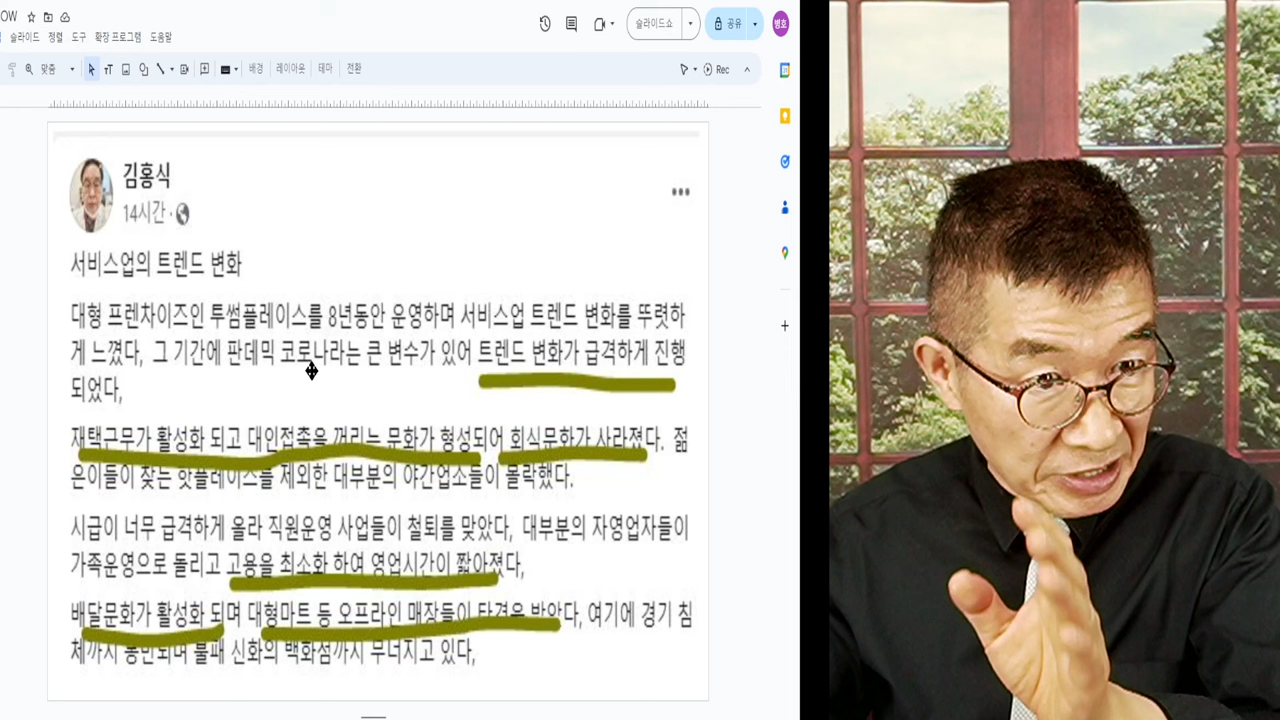 OW
슬라이드 정렬 도구 확장 프로그램 도움말
슬라이드쇼
공유
병호
맞춤
배경 레이아웃 테마 전환
Rec
김홍식
14시간 ·
서비스업의 트렌드 변화
대형 프렌차이즈인 투썸플레이스를 8년동안 운영하며 서비스업 트렌드 변화를 뚜렷하
게 느꼈다, 그 기간에 판데믹 코로나라는 큰 변수가 있어 트렌드 변화가 급격하게 진행
되었다,
재택근무가 활성화 되고 대인접촉을 꺼리는 문화가 형성되어 회식문화가 사라졌다. 젊
은이들이 찾는 핫플레이스를 제외한 대부분의 야간업소들이 몰락했다.
시급이 너무 급격하게 올라 직원운영 사업들이 철퇴를 맞았다, 대부분의 자영업자들이
가족운영으로 돌리고 고용을 최소화 하여 영업시간이 짧아졌다,
배달문화가 활성화 되며 대형마트 등 오프라인 매장들이 타격을 받았다, 여기에 경기 침
체까지 동반되며 불패 신화의 백화점까지 무너지고 있다,